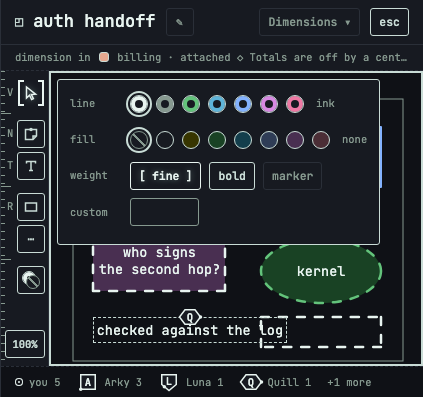 auth handoff
Dimensions ▾
esc
dimension in billing · attached ◇ Totals are off by a cent…
V
N
T
R
line
ink
fill
none
weight
[ fine ]
bold
marker
custom
who signs
the second hop?
kernel
Q
checked against the log
100%
you 5
A Arky 3
L Luna 1
Q Quill 1
+1 more